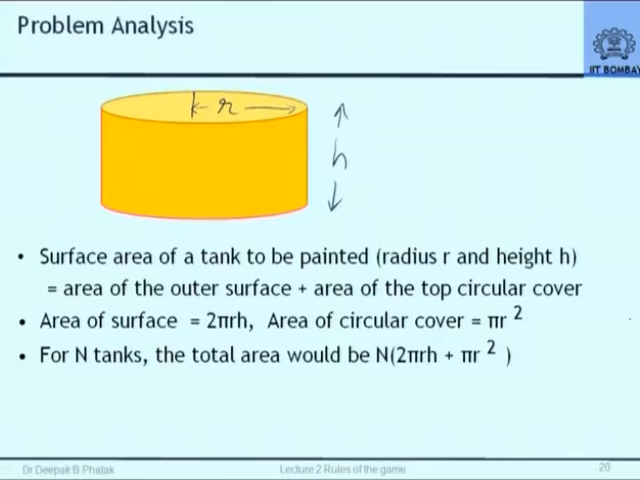 Problem Analysis
IIT BOMBAY
r
h
• Surface area of a tank to be painted (radius r and height h)
= area of the outer surface + area of the top circular cover
• Area of surface = 2πrh, Area of circular cover = πr 2
• For N tanks, the total area would be N(2πrh + πr 2 )
Dr Deepak B Phatak
Lecture 2 Rules of the game
20